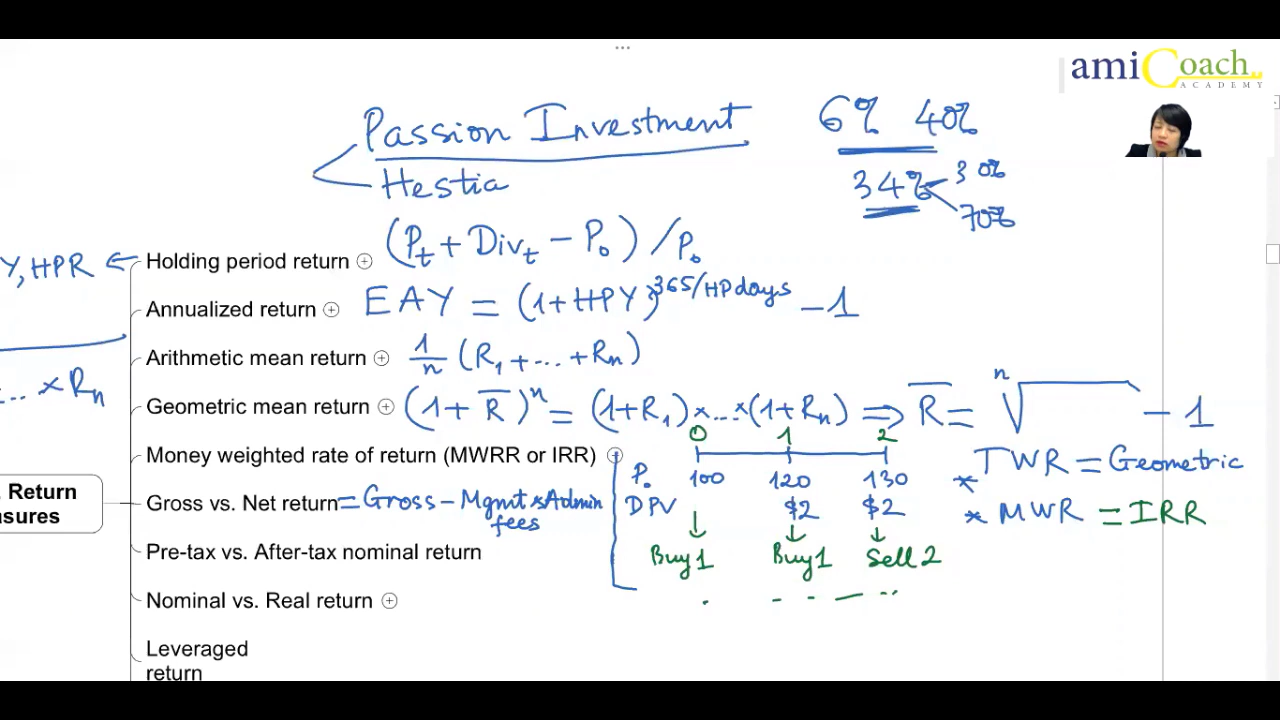 ...
amiCoach
ACADEMY
Passion Investment
Hestia
6% 40%
34% 30%
70%
Y, HPR ← Holding period return (Pt + Divt - P0) / P0
Annualized return EAY = (1+HPY)^365/HP days - 1
Arithmetic mean return 1/n (R1 + ... + Rn)
... × Rn
Geometric mean return (1+R̅)^n = (1+R1)×...×(1+Rn) ⇒ R̅ = n√ - 1
0 1 2
Money weighted rate of return (MWRR or IRR)
P0 100 120 130
DPV $2 $2
* TWR = Geometric
. Return
Gross vs. Net return = Gross - Mgmt & Admin fees
* MWR = IRR
sures
Pre-tax vs. After-tax nominal return
Buy 1 Buy 1 Sell 2
Nominal vs. Real return
Leveraged
return